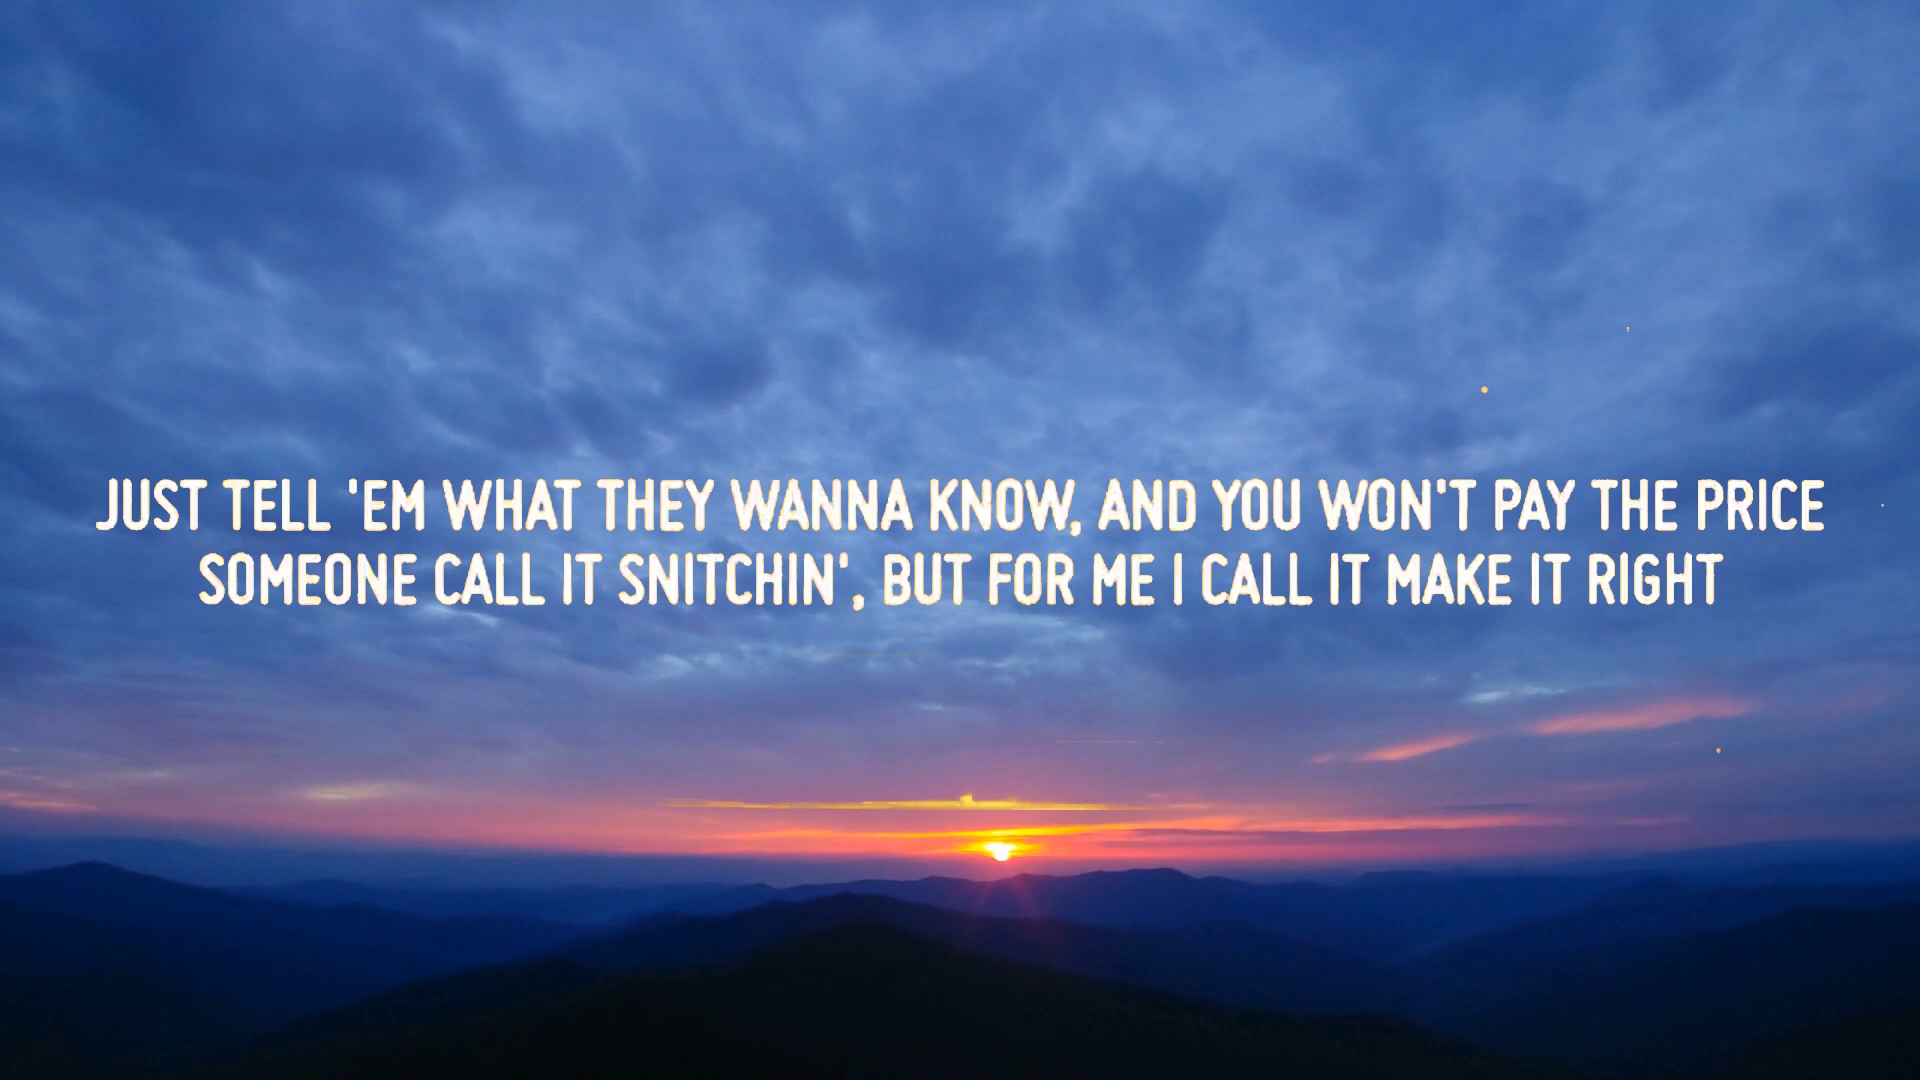 JUST TELL 'EM WHAT THEY WANNA KNOW, AND YOU WON'T PAY THE PRICE
SOMEONE CALL IT SNITCHIN', BUT FOR ME I CALL IT MAKE IT RIGHT